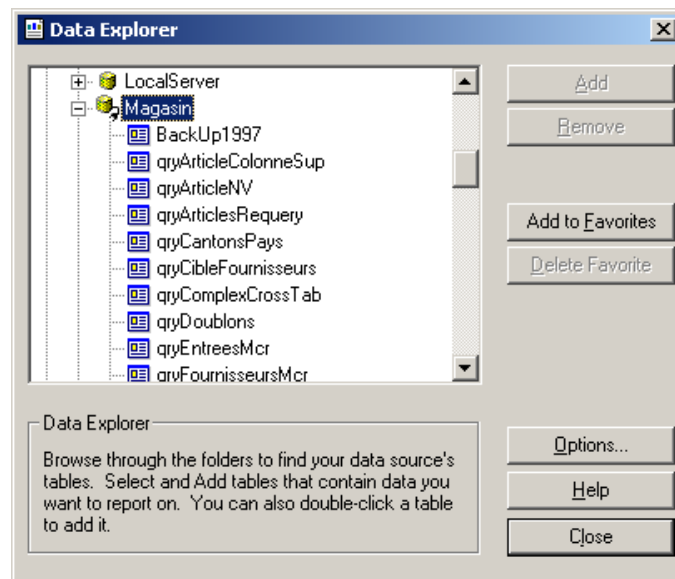 Data Explorer
LocalServer
Magasin
BackUp1997
qryArticleColonneSup
qryArticleNV
qryArticlesRequery
qryCantonsPays
qryCibleFournisseurs
qryComplexCrossTab
qryDoublons
qryEntreesMcr
qryFournisseursMcr
Add
Remove
Add to Favorites
Delete Favorite
Data Explorer
Browse through the folders to find your data source's
tables. Select and Add tables that contain data you
want to report on. You can also double-click a table
to add it.
Options...
Help
Close